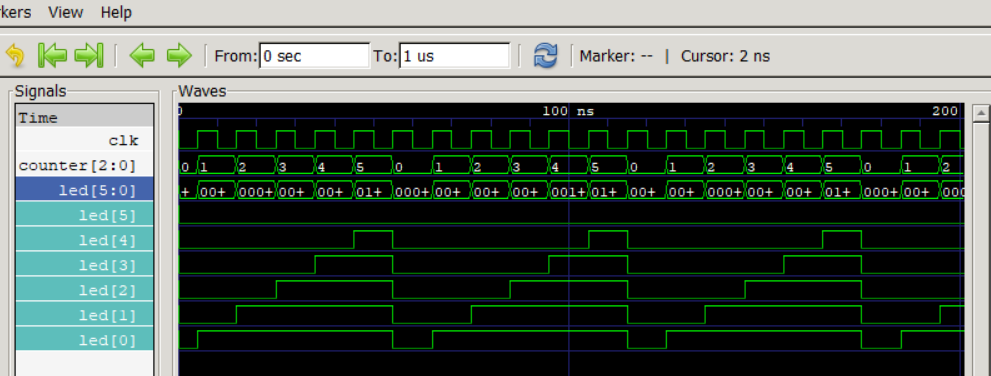 kers View Help
From: 0 sec To: 1 us Marker: -- | Cursor: 2 ns
Signals Waves
Time 0 100 ns 200
clk
counter[2:0] 0 1 2 3 4 5 0 1 2 3 4 5 0 1 2 3 4 5 0 1 2
led[5:0] + 00+ 000+ 00+ 00+ 01+ 000+ 00+ 00+ 00+ 001+ 01+ 00+ 00+ 000+ 00+ 00+ 01+ 000+ 00+ 000
led[5]
led[4]
led[3]
led[2]
led[1]
led[0]